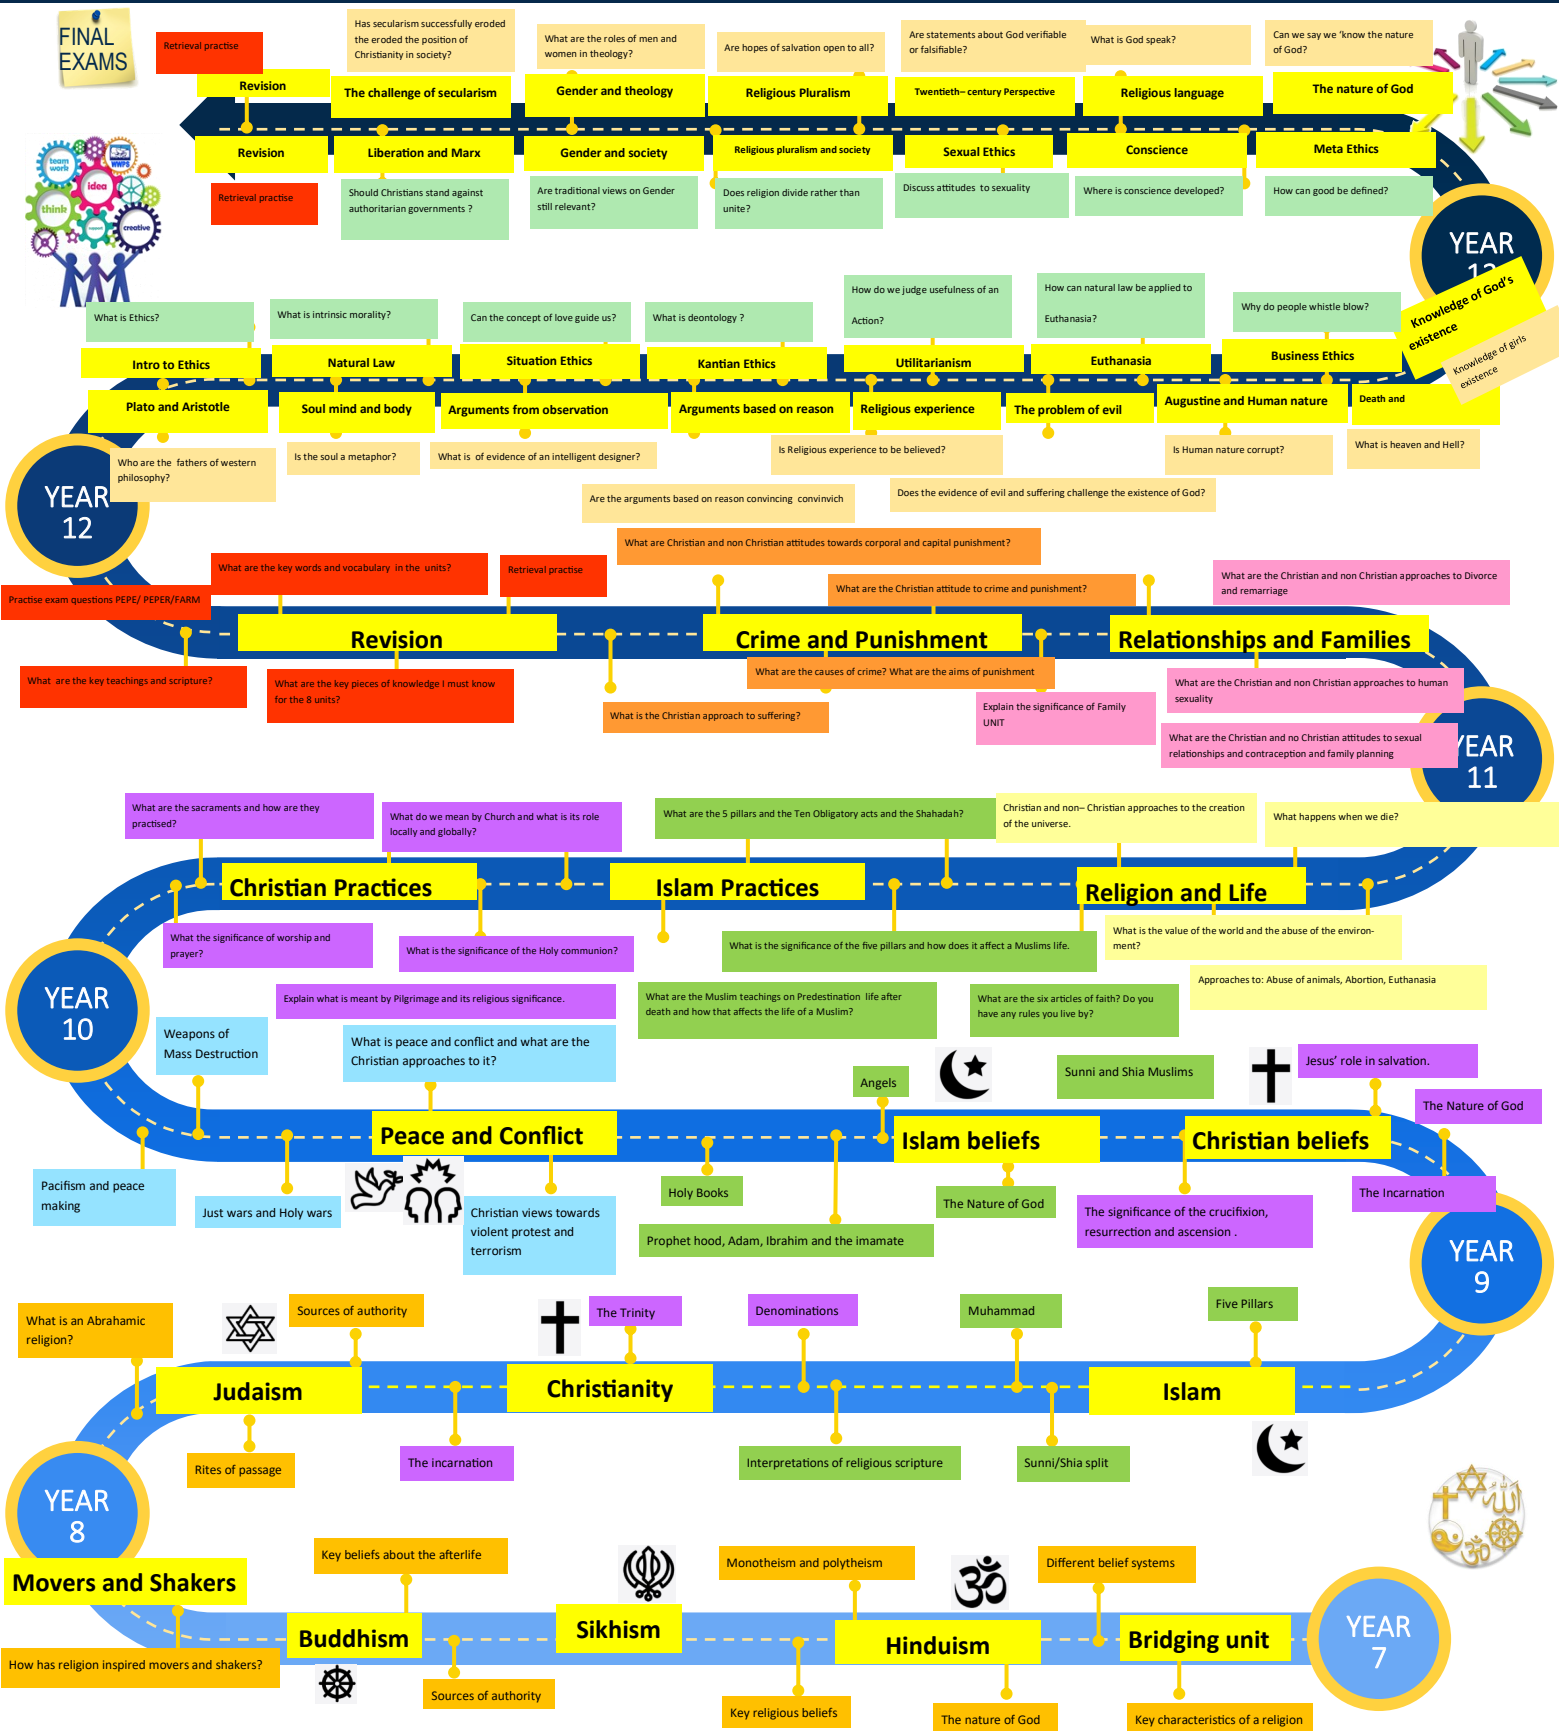 FINAL
EXAMS
Retrieval practise
Has secularism successfully eroded
the eroded the position of
Christianity in society?
What are the roles of men and
women in theology?
Are hopes of salvation open to all?
Are statements about God verifiable
or falsifiable?
What is God speak?
Can we say we ‘know the nature
of God?
Revision
The challenge of secularism
Gender and theology
Religious Pluralism
Twentieth– century Perspective
Religious language
The nature of God
Revision
Liberation and Marx
Gender and society
Religious pluralism and society
Sexual Ethics
Conscience
Meta Ethics
Retrieval practise
Should Christians stand against
authoritarian governments ?
Are traditional views on Gender
still relevant?
Does religion divide rather than
unite?
Discuss attitudes to sexuality
Where is conscience developed?
How can good be defined?
team
work
WWPS
idea
think
support
creative
YEAR
13
Knowledge of God’s
existence
Knowledge of girls
existence
What is Ethics?
What is intrinsic morality?
Can the concept of love guide us?
What is deontology ?
How do we judge usefulness of an
Action?
How can natural law be applied to
Euthanasia?
Why do people whistle blow?
Intro to Ethics
Natural Law
Situation Ethics
Kantian Ethics
Utilitarianism
Euthanasia
Business Ethics
Plato and Aristotle
Soul mind and body
Arguments from observation
Arguments based on reason
Religious experience
The problem of evil
Augustine and Human nature
Death and
YEAR
12
Who are the fathers of western
philosophy?
Is the soul a metaphor?
What is of evidence of an intelligent designer?
Is Religious experience to be believed?
Is Human nature corrupt?
What is heaven and Hell?
Are the arguments based on reason convincing convinvich
Does the evidence of evil and suffering challenge the existence of God?
What are Christian and non Christian attitudes towards corporal and capital punishment?
What are the key words and vocabulary in the units?
Retrieval practise
Practise exam questions PEPE/ PEPER/FARM
What are the Christian attitude to crime and punishment?
What are the Christian and non Christian approaches to Divorce
and remarriage
Revision
Crime and Punishment
Relationships and Families
What are the key teachings and scripture?
What are the key pieces of knowledge I must know
for the 8 units?
What are the causes of crime? What are the aims of punishment
What is the Christian approach to suffering?
Explain the significance of Family
UNIT
What are the Christian and non Christian approaches to human
sexuality
What are the Christian and no Christian attitudes to sexual
relationships and contraception and family planning
YEAR
11
What are the sacraments and how are they
practised?
What do we mean by Church and what is its role
locally and globally?
What are the 5 pillars and the Ten Obligatory acts and the Shahadah?
Christian and non– Christian approaches to the creation
of the universe.
What happens when we die?
Christian Practices
Islam Practices
Religion and Life
What the significance of worship and
prayer?
What is the significance of the Holy communion?
What is the significance of the five pillars and how does it affect a Muslims life.
What is the value of the world and the abuse of the environ-
ment?
Approaches to: Abuse of animals, Abortion, Euthanasia
Explain what is meant by Pilgrimage and its religious significance.
What are the Muslim teachings on Predestination life after
death and how that affects the life of a Muslim?
What are the six articles of faith? Do you
have any rules you live by?
YEAR
10
Weapons of
Mass Destruction
What is peace and conflict and what are the
Christian approaches to it?
Angels
Sunni and Shia Muslims
Jesus’ role in salvation.
The Nature of God
Peace and Conflict
Islam beliefs
Christian beliefs
Pacifism and peace
making
Just wars and Holy wars
Christian views towards
violent protest and
terrorism
Holy Books
Prophet hood, Adam, Ibrahim and the imamate
The Nature of God
The significance of the crucifixion,
resurrection and ascension .
The Incarnation
YEAR
9
What is an Abrahamic
religion?
Sources of authority
The Trinity
Denominations
Muhammad
Five Pillars
Judaism
Christianity
Islam
Rites of passage
The incarnation
Interpretations of religious scripture
Sunni/Shia split
YEAR
8
Movers and Shakers
Key beliefs about the afterlife
Monotheism and polytheism
Different belief systems
Buddhism
Sikhism
Hinduism
Bridging unit
YEAR
7
How has religion inspired movers and shakers?
Sources of authority
Key religious beliefs
The nature of God
Key characteristics of a religion